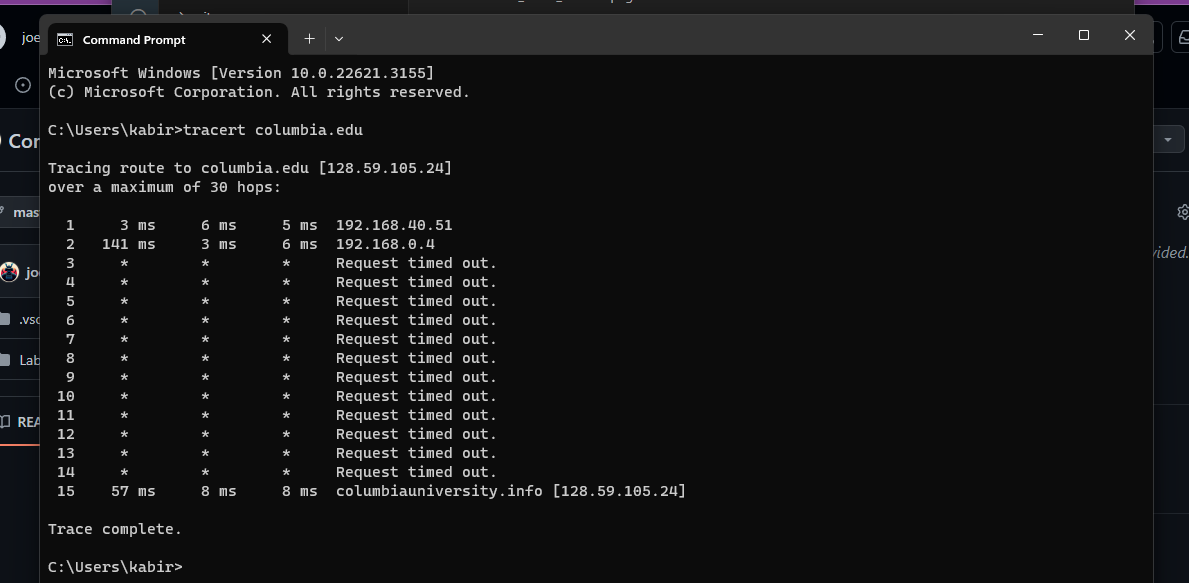 joe
Command Prompt
Microsoft Windows [Version 10.0.22621.3155]
(c) Microsoft Corporation. All rights reserved.
C:\Users\kabir>tracert columbia.edu
Cor
Tracing route to columbia.edu [128.59.105.24]
over a maximum of 30 hops:
mas
1 3 ms 6 ms 5 ms 192.168.40.51
2 141 ms 3 ms 6 ms 192.168.0.4
vided.
3 * * * Request timed out.
jo
4 * * * Request timed out.
5 * * * Request timed out.
6 * * * Request timed out.
.vsc
7 * * * Request timed out.
8 * * * Request timed out.
Lab
9 * * * Request timed out.
10 * * * Request timed out.
11 * * * Request timed out.
REA
12 * * * Request timed out.
13 * * * Request timed out.
14 * * * Request timed out.
15 57 ms 8 ms 8 ms columbiauniversity.info [128.59.105.24]
Trace complete.
C:\Users\kabir>